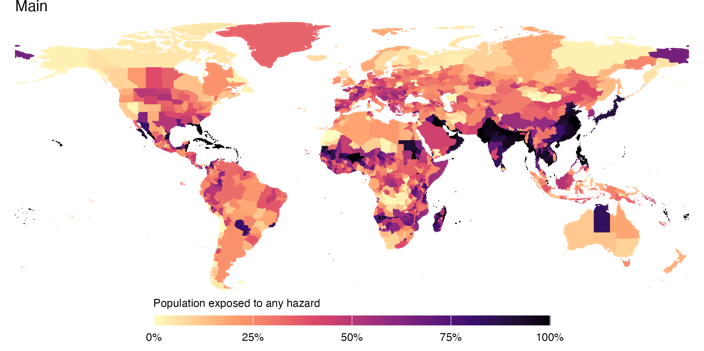 Main
Population exposed to any hazard
0% 25% 50% 75% 100%